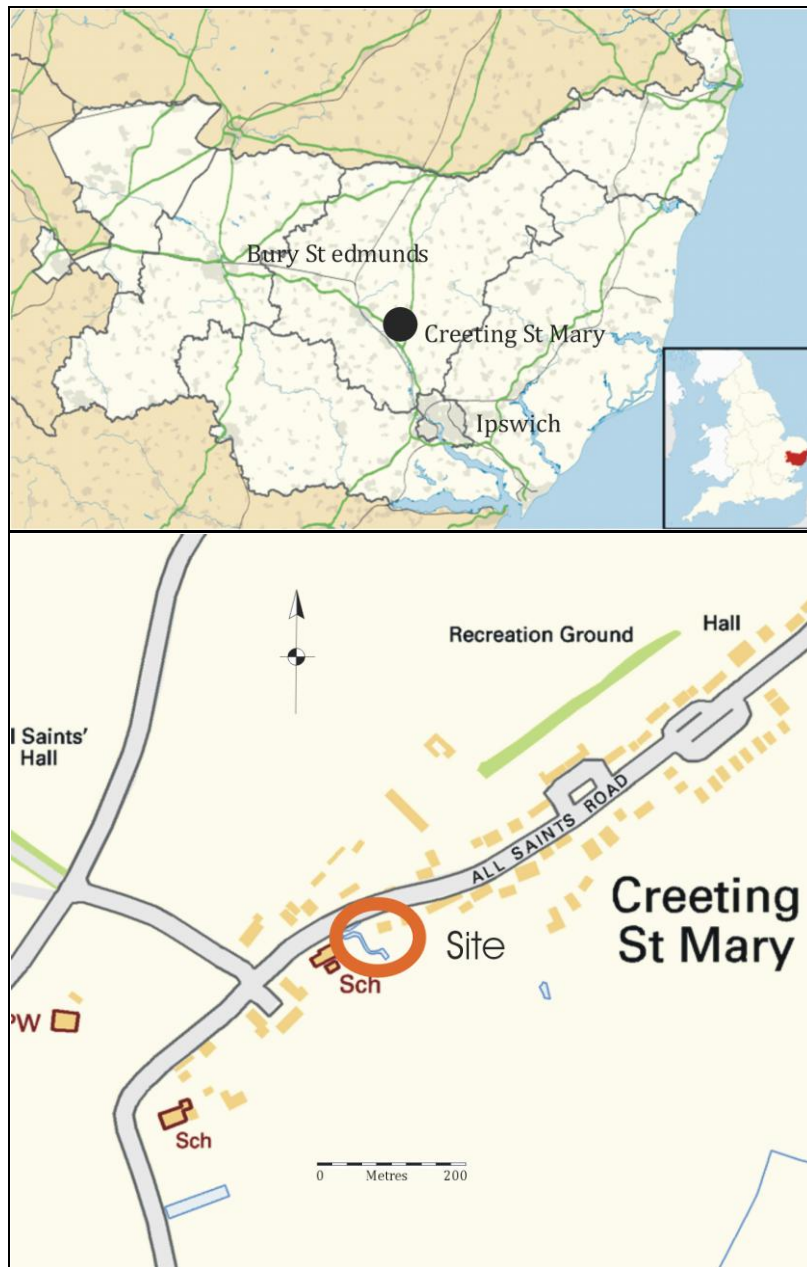 Bury St edmunds
Creeting St Mary
Ipswich
Recreation Ground
Hall
l Saints'
Hall
ALL SAINTS ROAD
Creeting
St Mary
Site
Sch
PW
Sch
0 Metres 200